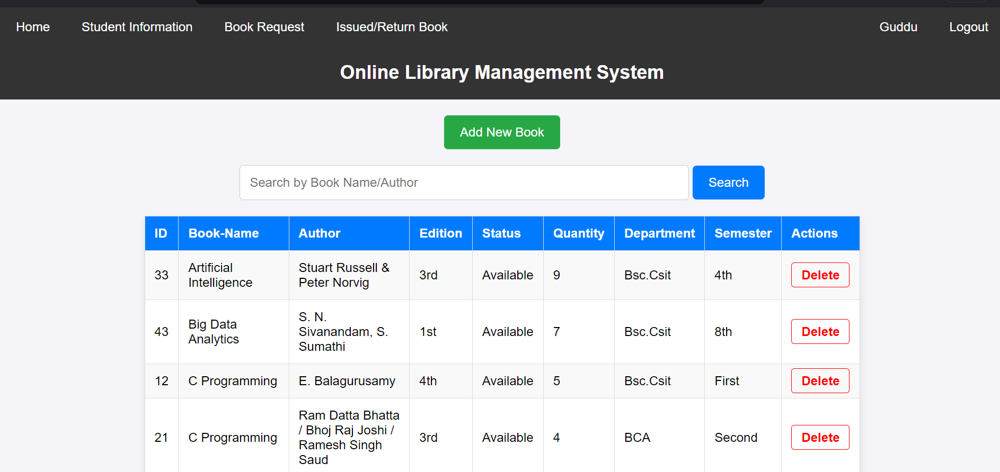 Home Student Information Book Request Issued/Return Book Guddu Logout
Online Library Management System
Add New Book
Search by Book Name/Author Search
ID Book-Name Author Edition Status Quantity Department Semester Actions
33 Artificial Intelligence Stuart Russell & Peter Norvig 3rd Available 9 Bsc.Csit 4th Delete
43 Big Data Analytics S. N. Sivanandam, S. Sumathi 1st Available 7 Bsc.Csit 8th Delete
12 C Programming E. Balagurusamy 4th Available 5 Bsc.Csit First Delete
21 C Programming Ram Datta Bhatta / Bhoj Raj Joshi / Ramesh Singh Saud 3rd Available 4 BCA Second Delete